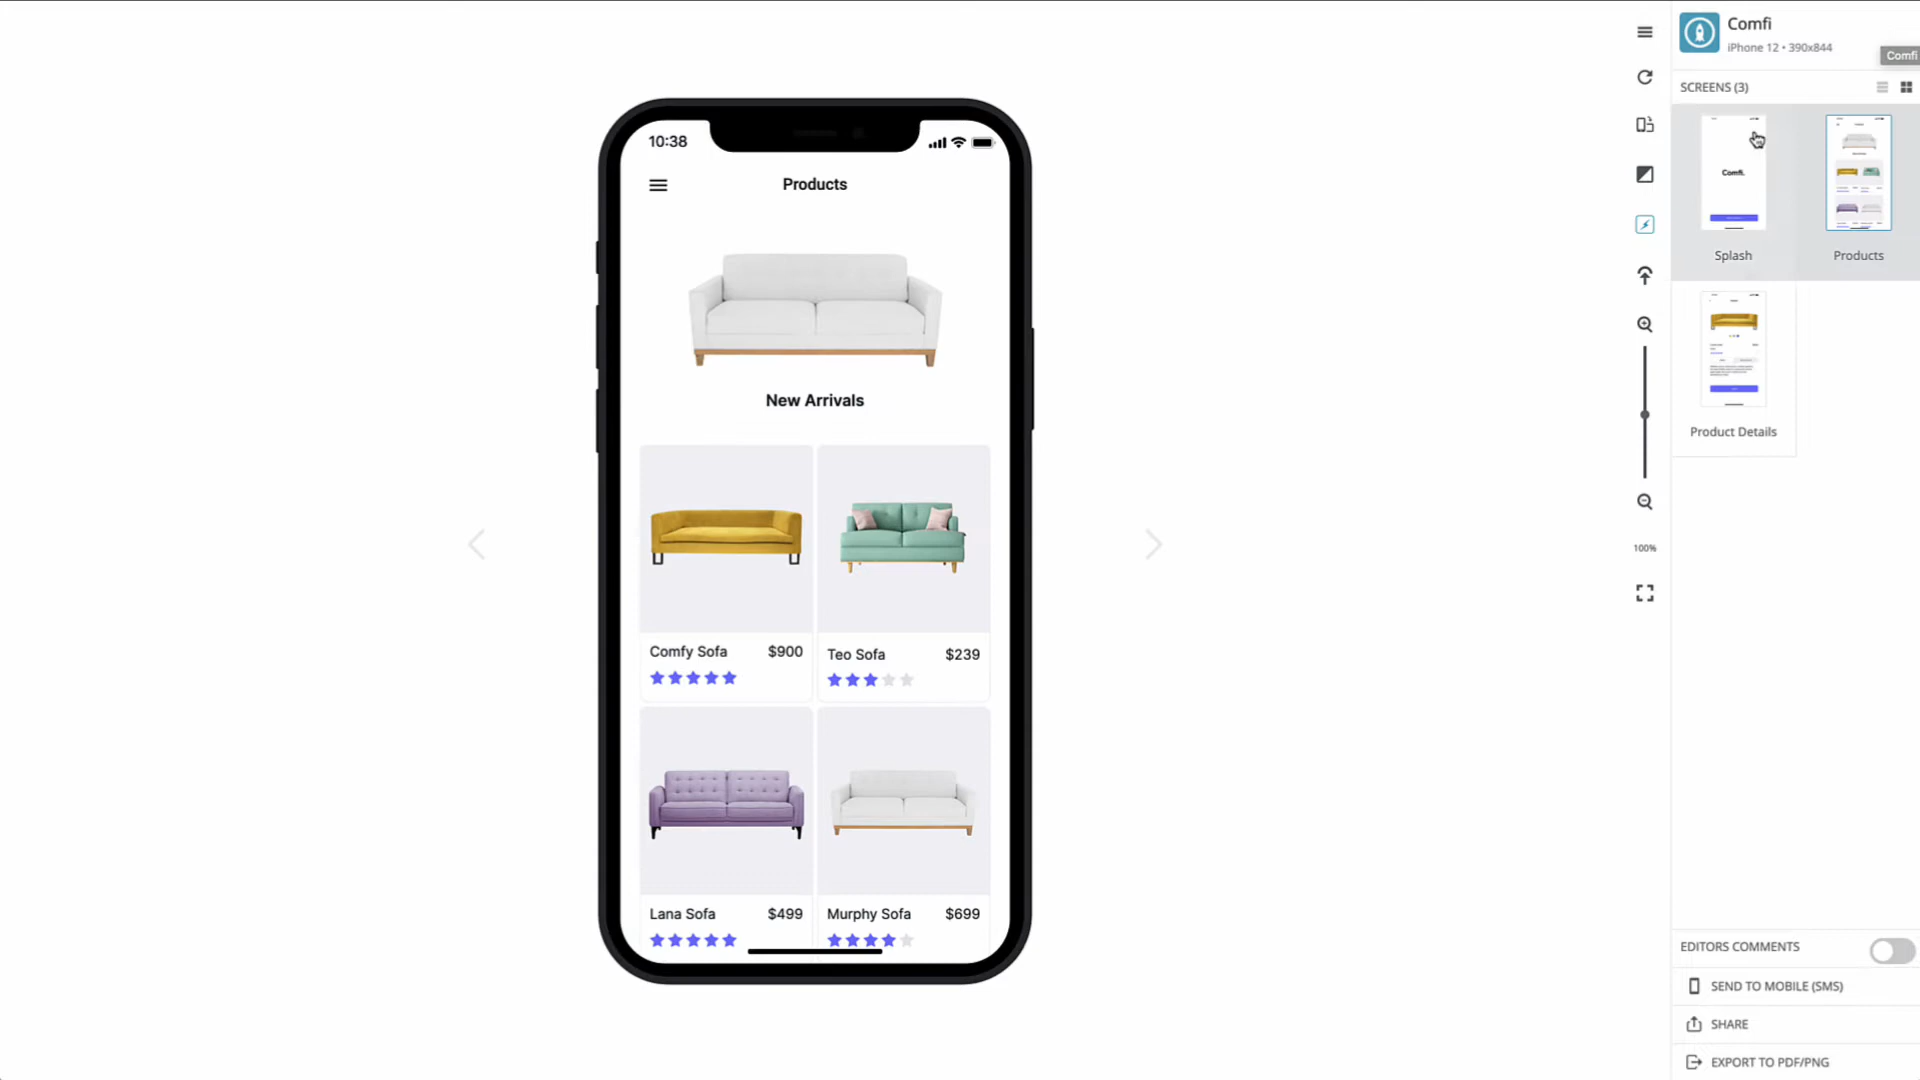 Comfi
iPhone 12 • 390x844
Comfi
SCREENS (3)
10:38
Products
New Arrivals
Comfy Sofa $900
Teo Sofa $239
Lana Sofa $499
Murphy Sofa $699
100%
Comfi.
Splash
Products
Product Details
EDITORS COMMENTS
SEND TO MOBILE (SMS)
SHARE
EXPORT TO PDF/PNG